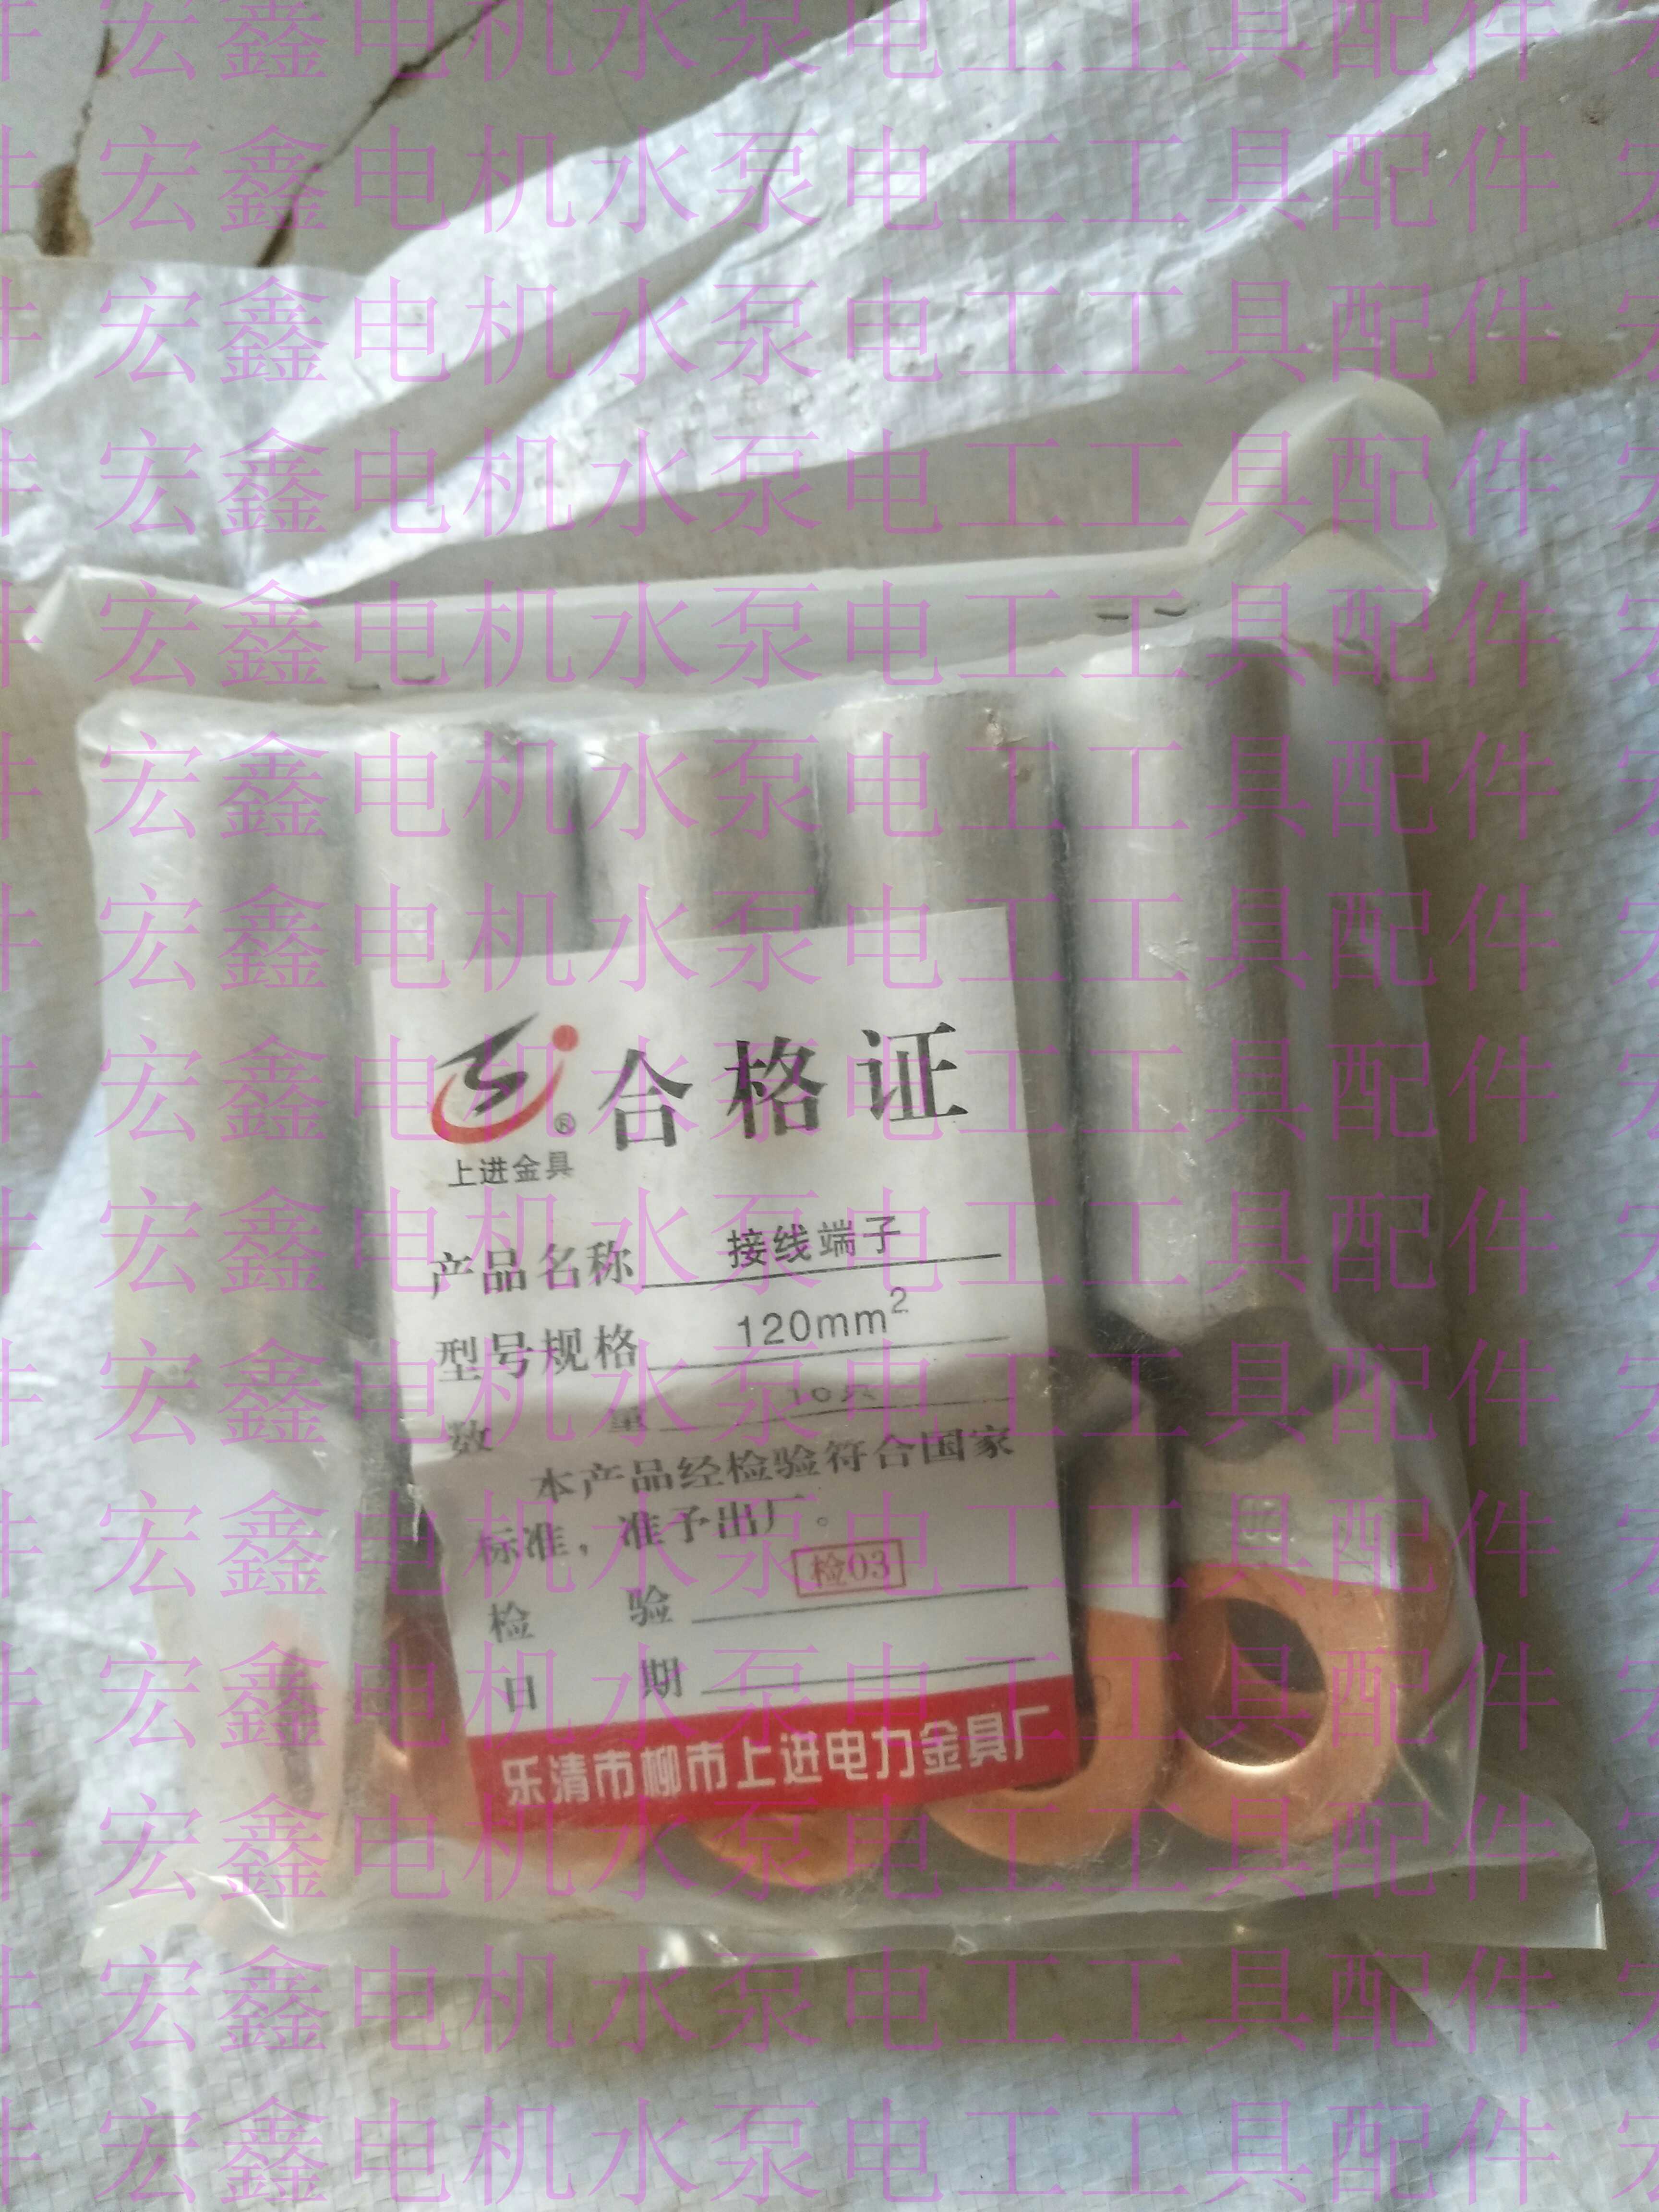 宏鑫电机水泵电工工具配件
合格证
®
上进金具
产品名称 接线端子
型号规格 120mm²
数 量 10只
本产品经检验符合国家
标准，准予出厂。
检 验 检03
日 期
乐清市柳市上进电力金具厂